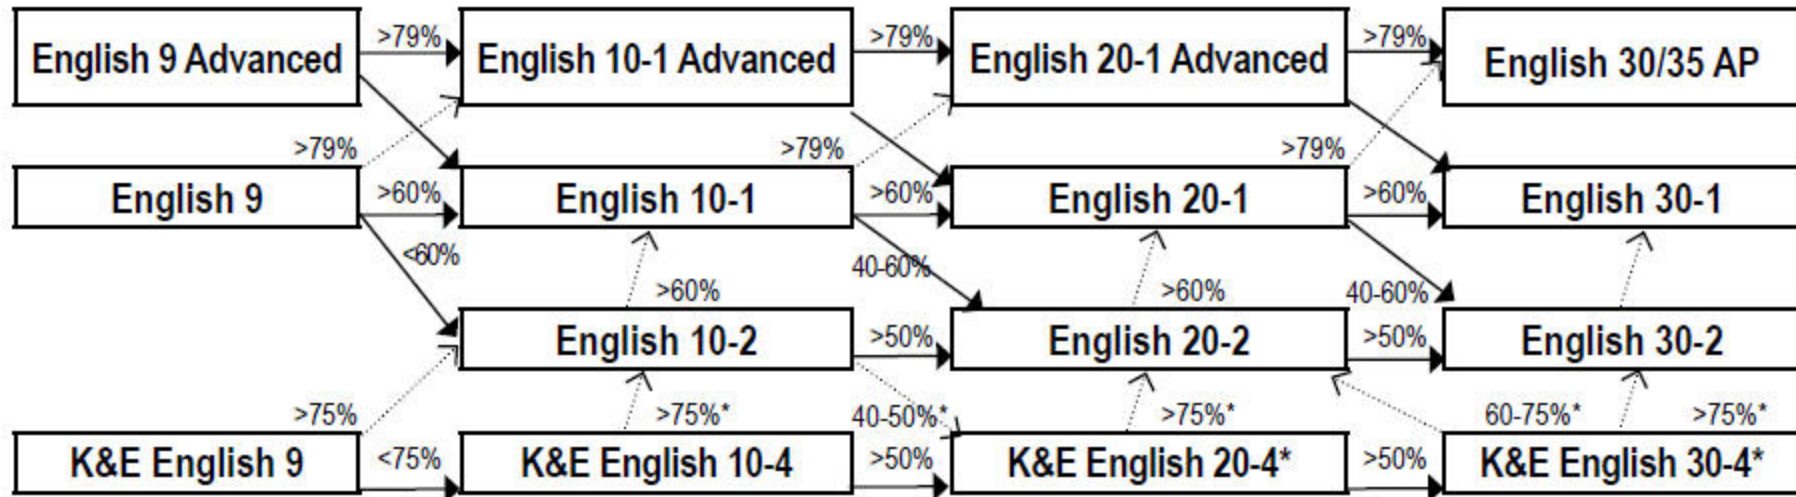 English 9 Advanced >79% English 10-1 Advanced >79% English 20-1 Advanced >79% English 30/35 AP
>79% >79% >79%
English 9 >60% English 10-1 >60% English 20-1 >60% English 30-1
<60% 40-60% 40-60%
>60% >60%
English 10-2 >50% English 20-2 >50% English 30-2
>75% >75%* 40-50%* >75%* 60-75%* >75%*
K&E English 9 <75% K&E English 10-4 >50% K&E English 20-4* >50% K&E English 30-4*